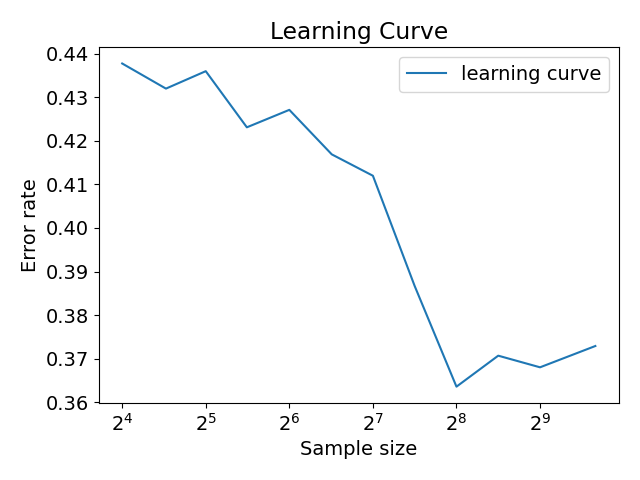 Learning Curve
learning curve
Error rate
0.44
0.43
0.42
0.41
0.40
0.39
0.38
0.37
0.36
2⁴ 2⁵ 2⁶ 2⁷ 2⁸ 2⁹
Sample size